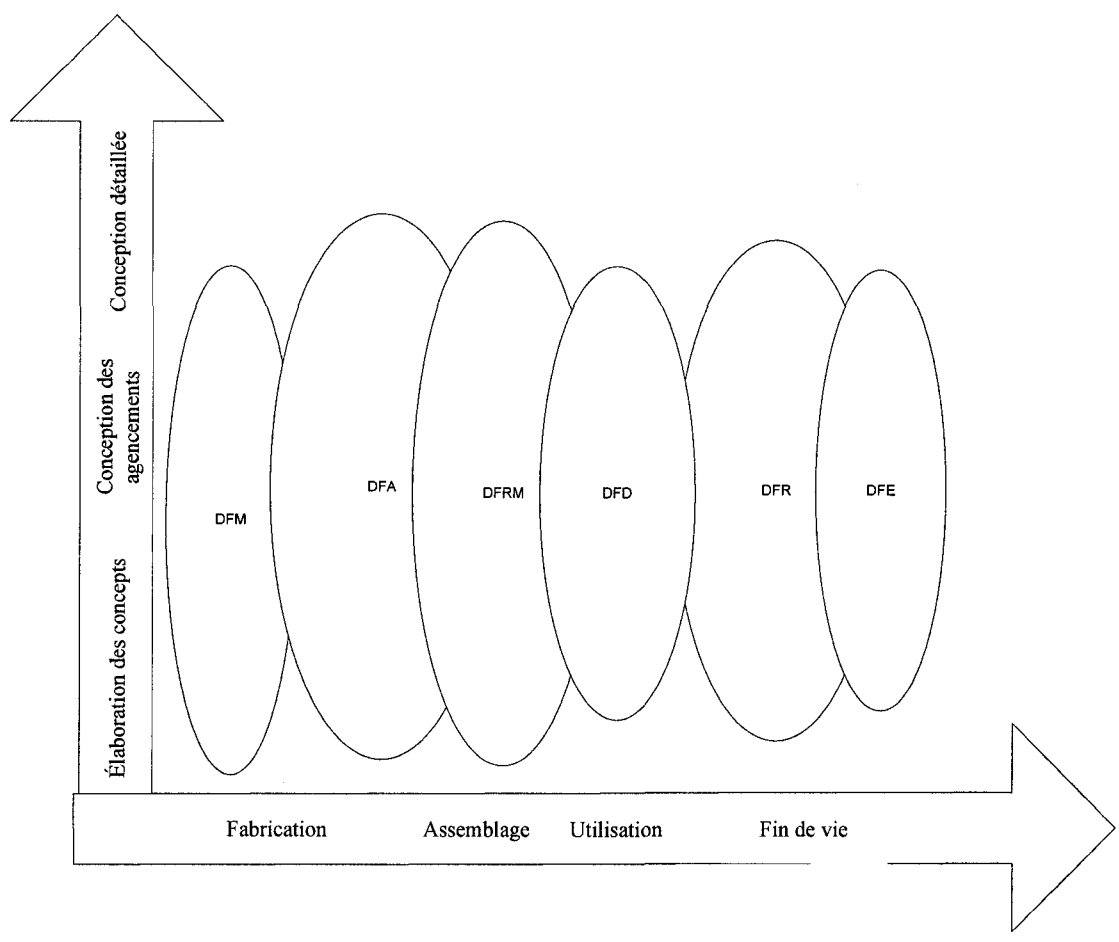 Conception détaillée
Conception des
agencements
Élaboration des concepts
DFM
DFA
DFRM
DFD
DFR
DFE
Fabrication
Assemblage
Utilisation
Fin de vie